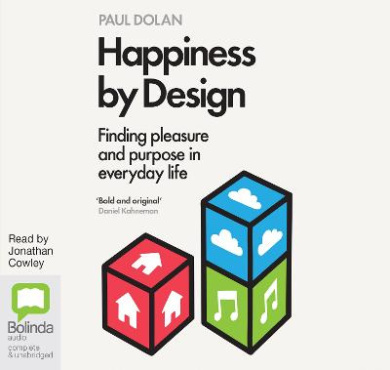 PAUL DOLAN
Happiness
by Design
Finding pleasure
and purpose in
everyday life
'Bold and original'
Daniel Kahneman
Read by
Jonathan
Cowley
Bolinda
audio
complete
& unabridged